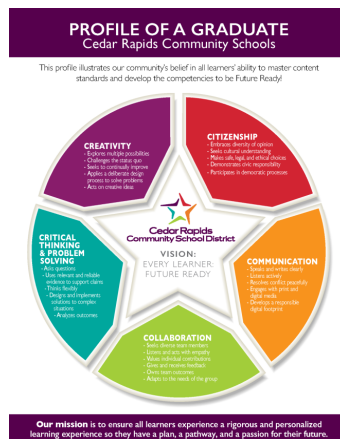 PROFILE OF A GRADUATE
Cedar Rapids Community Schools
This profile illustrates our community's belief in all learners' ability to master content
standards and develop the competencies to be Future Ready!
CREATIVITY
- Explores multiple possibilities
- Challenges the status quo
- Seeks to continually improve
- Applies a deliberate design
process to solve problems
- Acts on creative ideas
CITIZENSHIP
- Embraces diversity of opinion
- Seeks cultural understanding
- Makes safe, legal, and ethical choices
- Demonstrates civic responsibility
- Participates in democratic processes
Cedar Rapids
Community School District
VISION:
EVERY LEARNER:
FUTURE READY
CRITICAL
THINKING
& PROBLEM
SOLVING
- Asks questions
- Uses relevant and reliable
evidence to support claims
- Thinks flexibly
- Designs and implements
solutions to complex
situations
- Analyzes outcomes
COMMUNICATION
- Speaks and writes clearly
- Listens actively
- Resolves conflict peacefully
- Engages with print and
digital media
- Develops a responsible
digital footprint
COLLABORATION
- Seeks diverse team members
- Listens and acts with empathy
- Makes individual contributions
- Gives and receives feedback
- Owns team outcomes
- Adapts to the needs of the group
Our mission is to ensure all learners experience a rigorous and personalized
learning experience so they have a plan, a pathway, and a passion for their future.